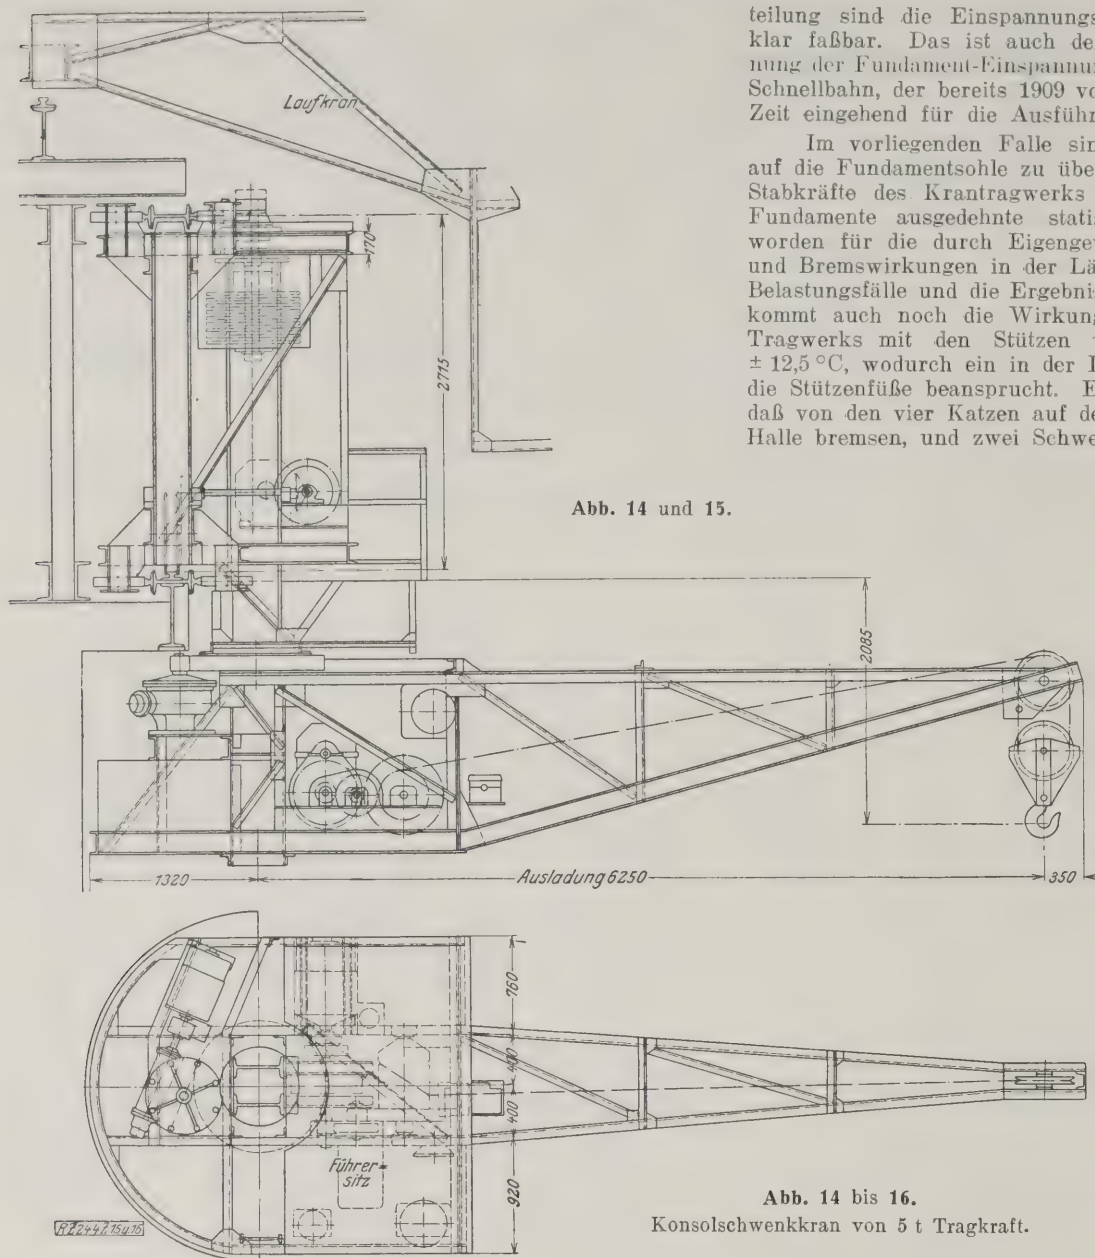 teilung sind die Einspannungs
klar faßbar. Das ist auch de
nung der Fundament-Einspannun
Schnellbahn, der bereits 1909 vo
Zeit eingehend für die Ausführ
Im vorliegenden Falle sin
auf die Fundamentsohle zu übe
Stabkräfte des Krantragwerks
Fundamente ausgedehnte stati
worden für die durch Eigenge
und Bremswirkungen in der Lä
Belastungsfälle und die Ergebni
kommt auch noch die Wirkung
Tragwerks mit den Stützen
± 12,5 °C, wodurch ein in der
die Stützenfüße beansprucht. E
daß von den vier Katzen auf de
Halle bremsen, und zwei Schwe
Laufkran
170
2715
Abb. 14 und 15.
2085
1320
Ausladung 6250
350
760
400
400
920
Führer-
sitz
Abb. 14 bis 16.
Konsolschwenkkran von 5 t Tragkraft.